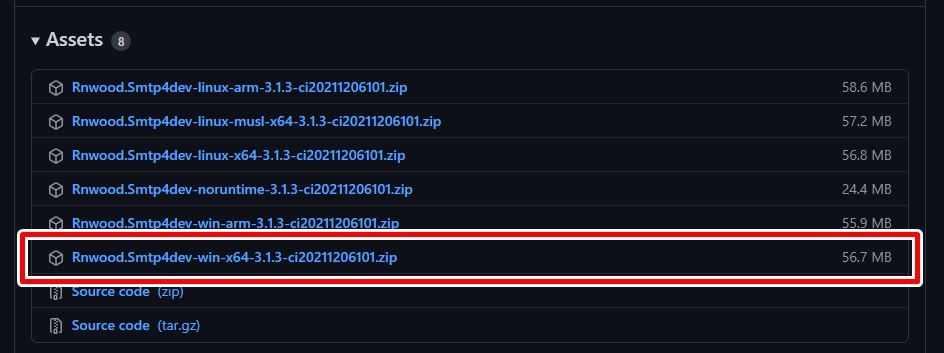 Assets 8
Rnwood.Smtp4dev-linux-arm-3.1.3-ci20211206101.zip 58.6 MB
Rnwood.Smtp4dev-linux-musl-x64-3.1.3-ci20211206101.zip 57.2 MB
Rnwood.Smtp4dev-linux-x64-3.1.3-ci20211206101.zip 56.8 MB
Rnwood.Smtp4dev-noruntime-3.1.3-ci20211206101.zip 24.4 MB
Rnwood.Smtp4dev-win-arm-3.1.3-ci20211206101.zip 55.9 MB
Rnwood.Smtp4dev-win-x64-3.1.3-ci20211206101.zip 56.7 MB
Source code (zip)
Source code (tar.gz)